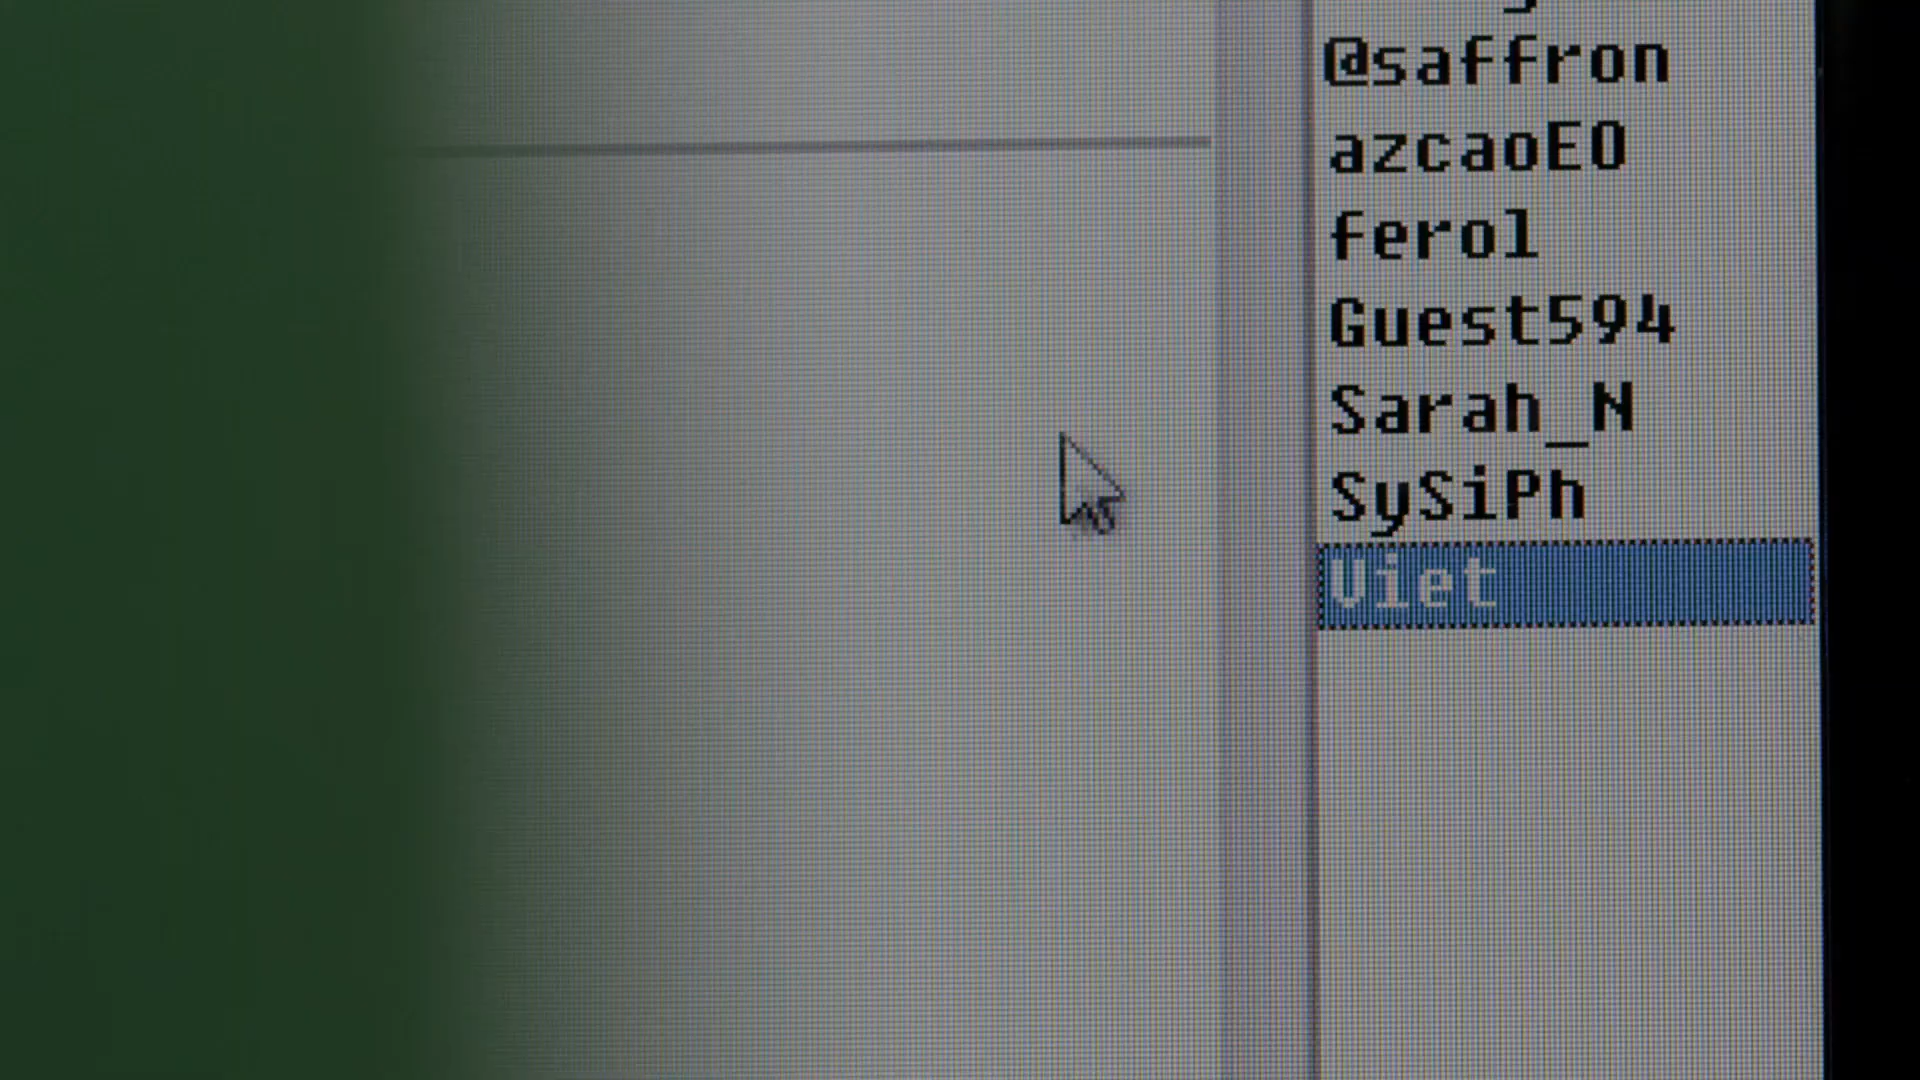 @saffron
azcaoEO
ferol
Guest594
Sarah_N
SySiPh
Viet